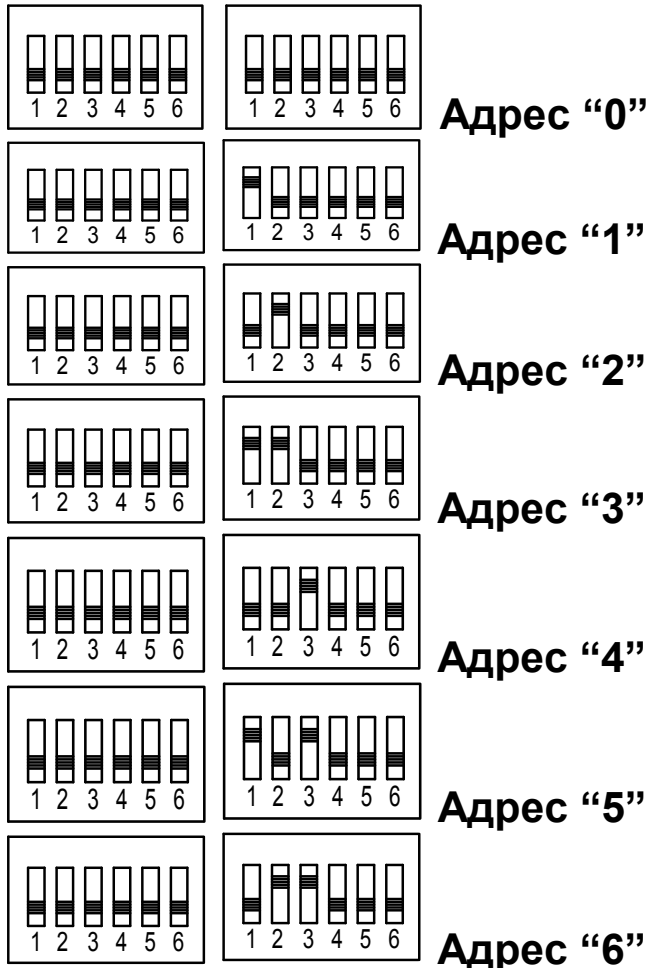 1 2 3 4 5 6 1 2 3 4 5 6 Адрес “0”
1 2 3 4 5 6 1 2 3 4 5 6 Адрес “1”
1 2 3 4 5 6 1 2 3 4 5 6 Адрес “2”
1 2 3 4 5 6 1 2 3 4 5 6 Адрес “3”
1 2 3 4 5 6 1 2 3 4 5 6 Адрес “4”
1 2 3 4 5 6 1 2 3 4 5 6 Адрес “5”
1 2 3 4 5 6 1 2 3 4 5 6 Адрес “6”